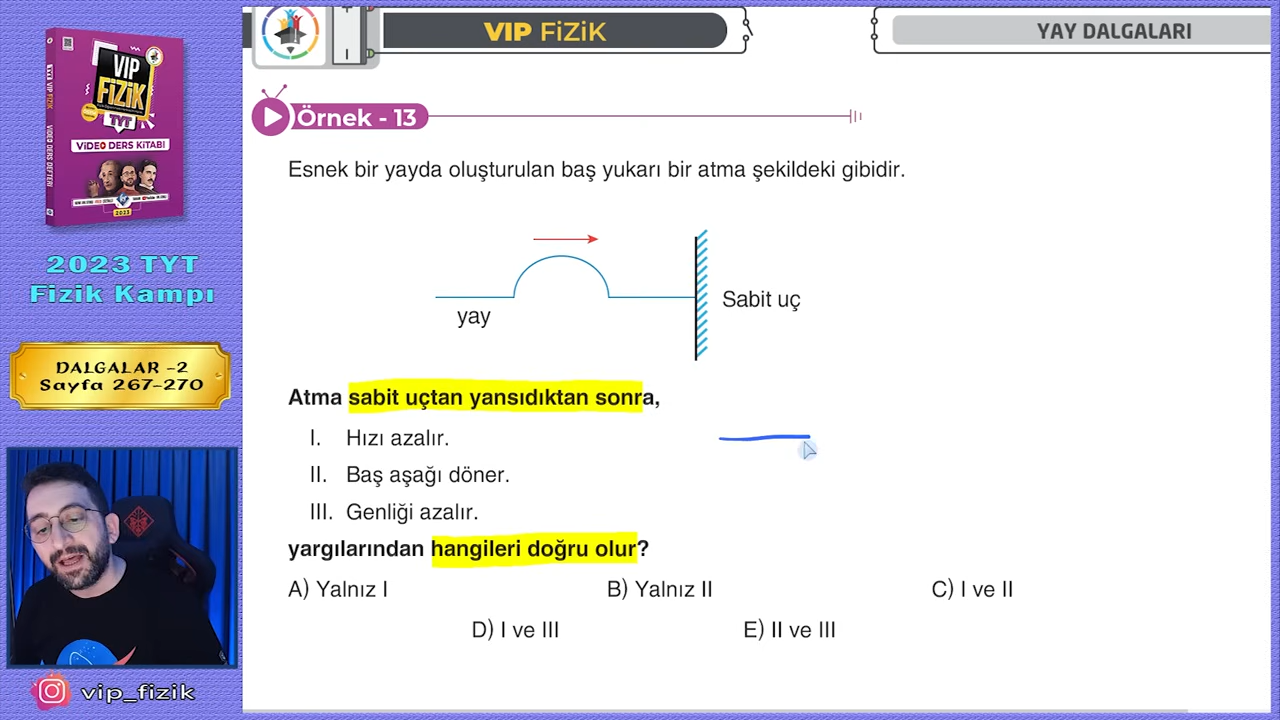 VIP FiZiK
YAY DALGALARI
VIP
FiZiK
TYT
ViDEO DERS KiTABI
2023
2023 TYT
Fizik Kampı
DALGALAR -2
Sayfa 267-270
vip_fizik
Örnek - 13
Esnek bir yayda oluşturulan baş yukarı bir atma şekildeki gibidir.
yay
Sabit uç
Atma sabit uçtan yansıdıktan sonra,
I. Hızı azalır.
II. Baş aşağı döner.
III. Genliği azalır.
yargılarından hangileri doğru olur?
A) Yalnız I B) Yalnız II C) I ve II
D) I ve III E) II ve III